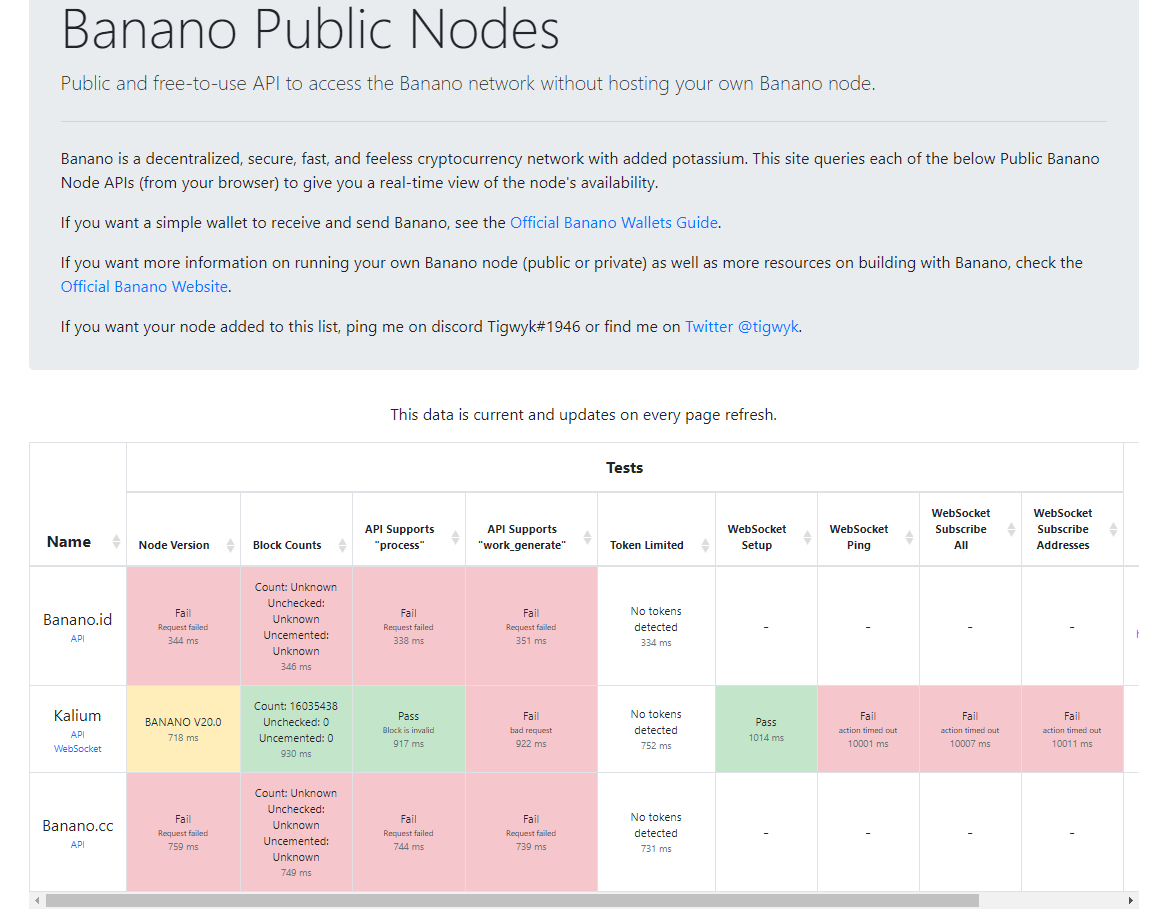 Banano Public Nodes
Public and free-to-use API to access the Banano network without hosting your own Banano node.
Banano is a decentralized, secure, fast, and feeless cryptocurrency network with added potassium. This site queries each of the below Public Banano
Node APIs (from your browser) to give you a real-time view of the node's availability.
If you want a simple wallet to receive and send Banano, see the Official Banano Wallets Guide.
If you want more information on running your own Banano node (public or private) as well as more resources on building with Banano, check the
Official Banano Website.
If you want your node added to this list, ping me on discord Tigwyk#1946 or find me on Twitter @tigwyk.
This data is current and updates on every page refresh.
Name
Tests
Node Version
Block Counts
API Supports
"process"
API Supports
"work_generate"
Token Limited
WebSocket
Setup
WebSocket
Ping
WebSocket
Subscribe
All
WebSocket
Subscribe
Addresses
Banano.id
API
Fail
Request failed
344 ms
Count: Unknown
Unchecked:
Unknown
Uncemented:
Unknown
346 ms
Fail
Request failed
338 ms
Fail
Request failed
351 ms
No tokens
detected
334 ms
-
-
-
-
Kalium
API
WebSocket
BANANO V20.0
718 ms
Count: 16035438
Unchecked: 0
Uncemented: 0
930 ms
Pass
Block is invalid
917 ms
Fail
bad request
922 ms
No tokens
detected
752 ms
Pass
1014 ms
Fail
action timed out
10001 ms
Fail
action timed out
10007 ms
Fail
action timed out
10011 ms
Banano.cc
API
Fail
Request failed
759 ms
Count: Unknown
Unchecked:
Unknown
Uncemented:
Unknown
749 ms
Fail
Request failed
744 ms
Fail
Request failed
739 ms
No tokens
detected
731 ms
-
-
-
-